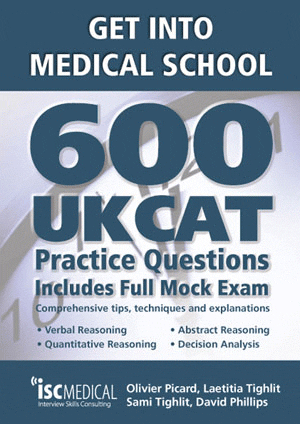 GET INTO
MEDICAL SCHOOL
600
UKCAT
Practice Questions
Includes Full Mock Exam
Comprehensive tips, techniques and explanations
• Verbal Reasoning • Abstract Reasoning
• Quantitative Reasoning • Decision Analysis
iscMEDICAL
Interview Skills Consulting
Olivier Picard, Laetitia Tighlit
Sami Tighlit, David Phillips